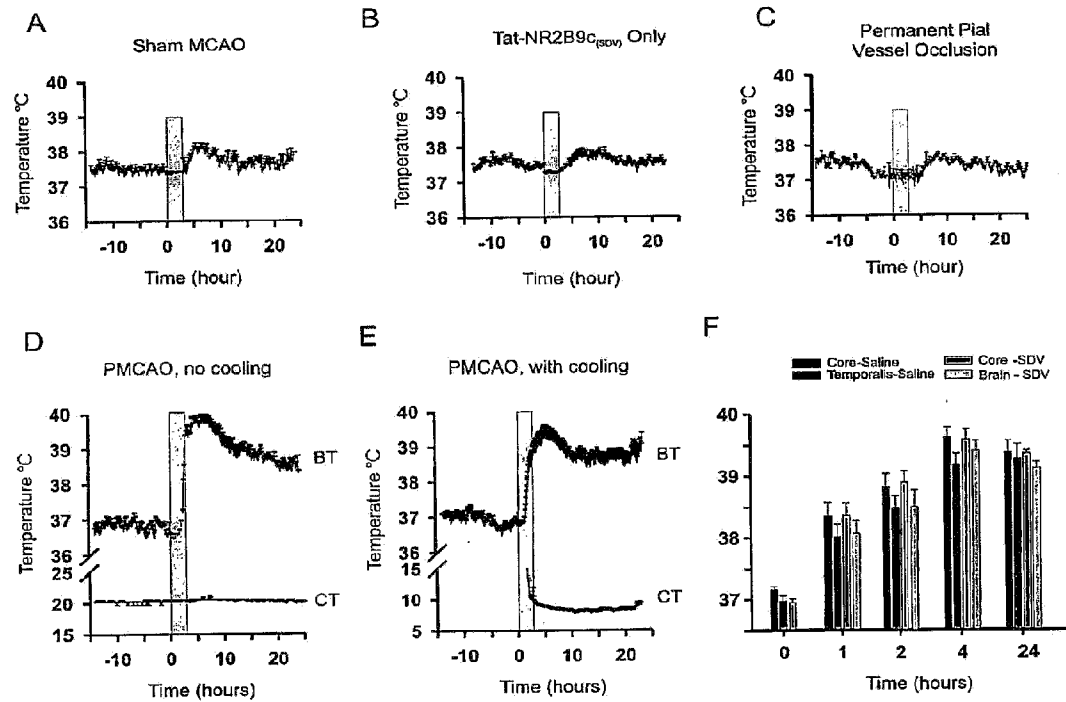 A
Sham MCAO
Temperature °C
40
39
38
37
36
-10 0 10 20
Time (hour)
B
Tat-NR2B9c(SDV) Only
Temperature °C
40
39
38
37
36
-10 0 10 20
Time (hour)
C
Permanent Pial
Vessel Occlusion
Temperature °C
40
39
38
37
36
-10 0 10 20
Time (hour)
D
PMCAO, no cooling
Temperature °C
40
39
38
37
36
25
20
15
BT
CT
-10 0 10 20
Time (hours)
E
PMCAO, with cooling
Temperature °C
40
39
38
37
36
15
10
5
BT
CT
-10 0 10 20
Time (hours)
F
Core-Saline
Temporalis-Saline
Core -SDV
Brain - SDV
40
39
38
37
0 1 2 4 24
Time (hours)